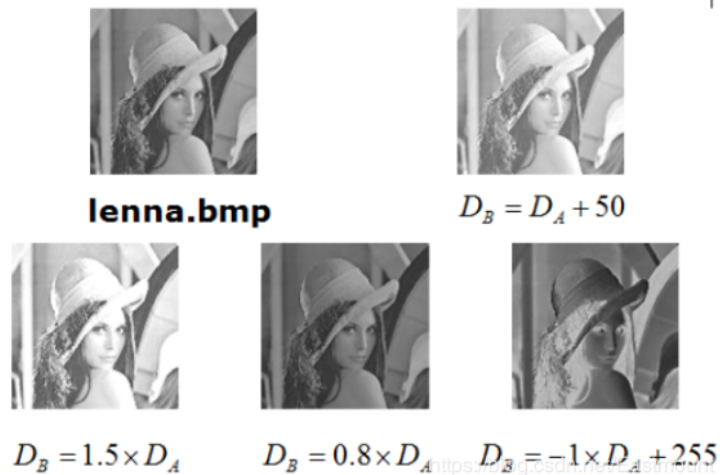 lenna.bmp
D_B = D_A + 50
D_B = 1.5 × D_A
D_B = 0.8 × D_A
D_B = −1 × D_A + 255